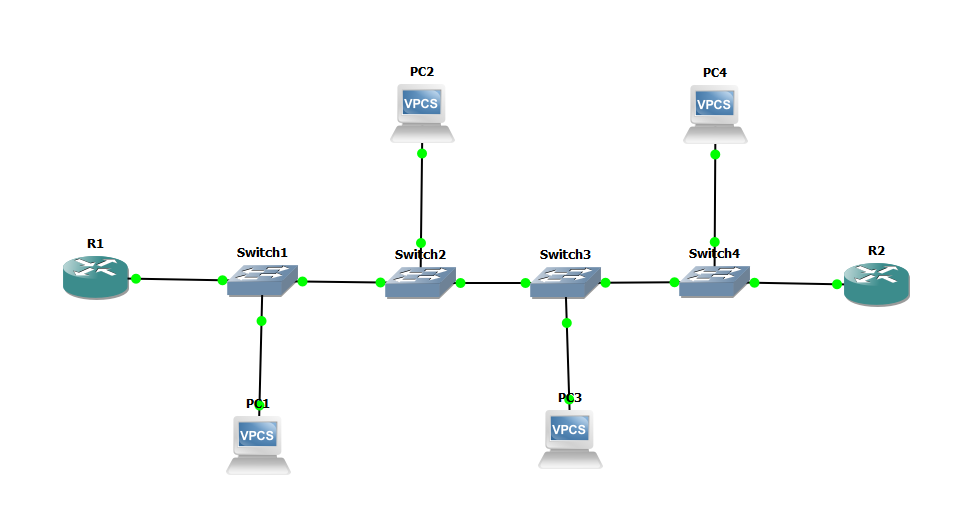 PC2
PC4
VPCS
VPCS
R1
Switch1
Switch2
Switch3
Switch4
R2
PC1
PC3
VPCS
VPCS